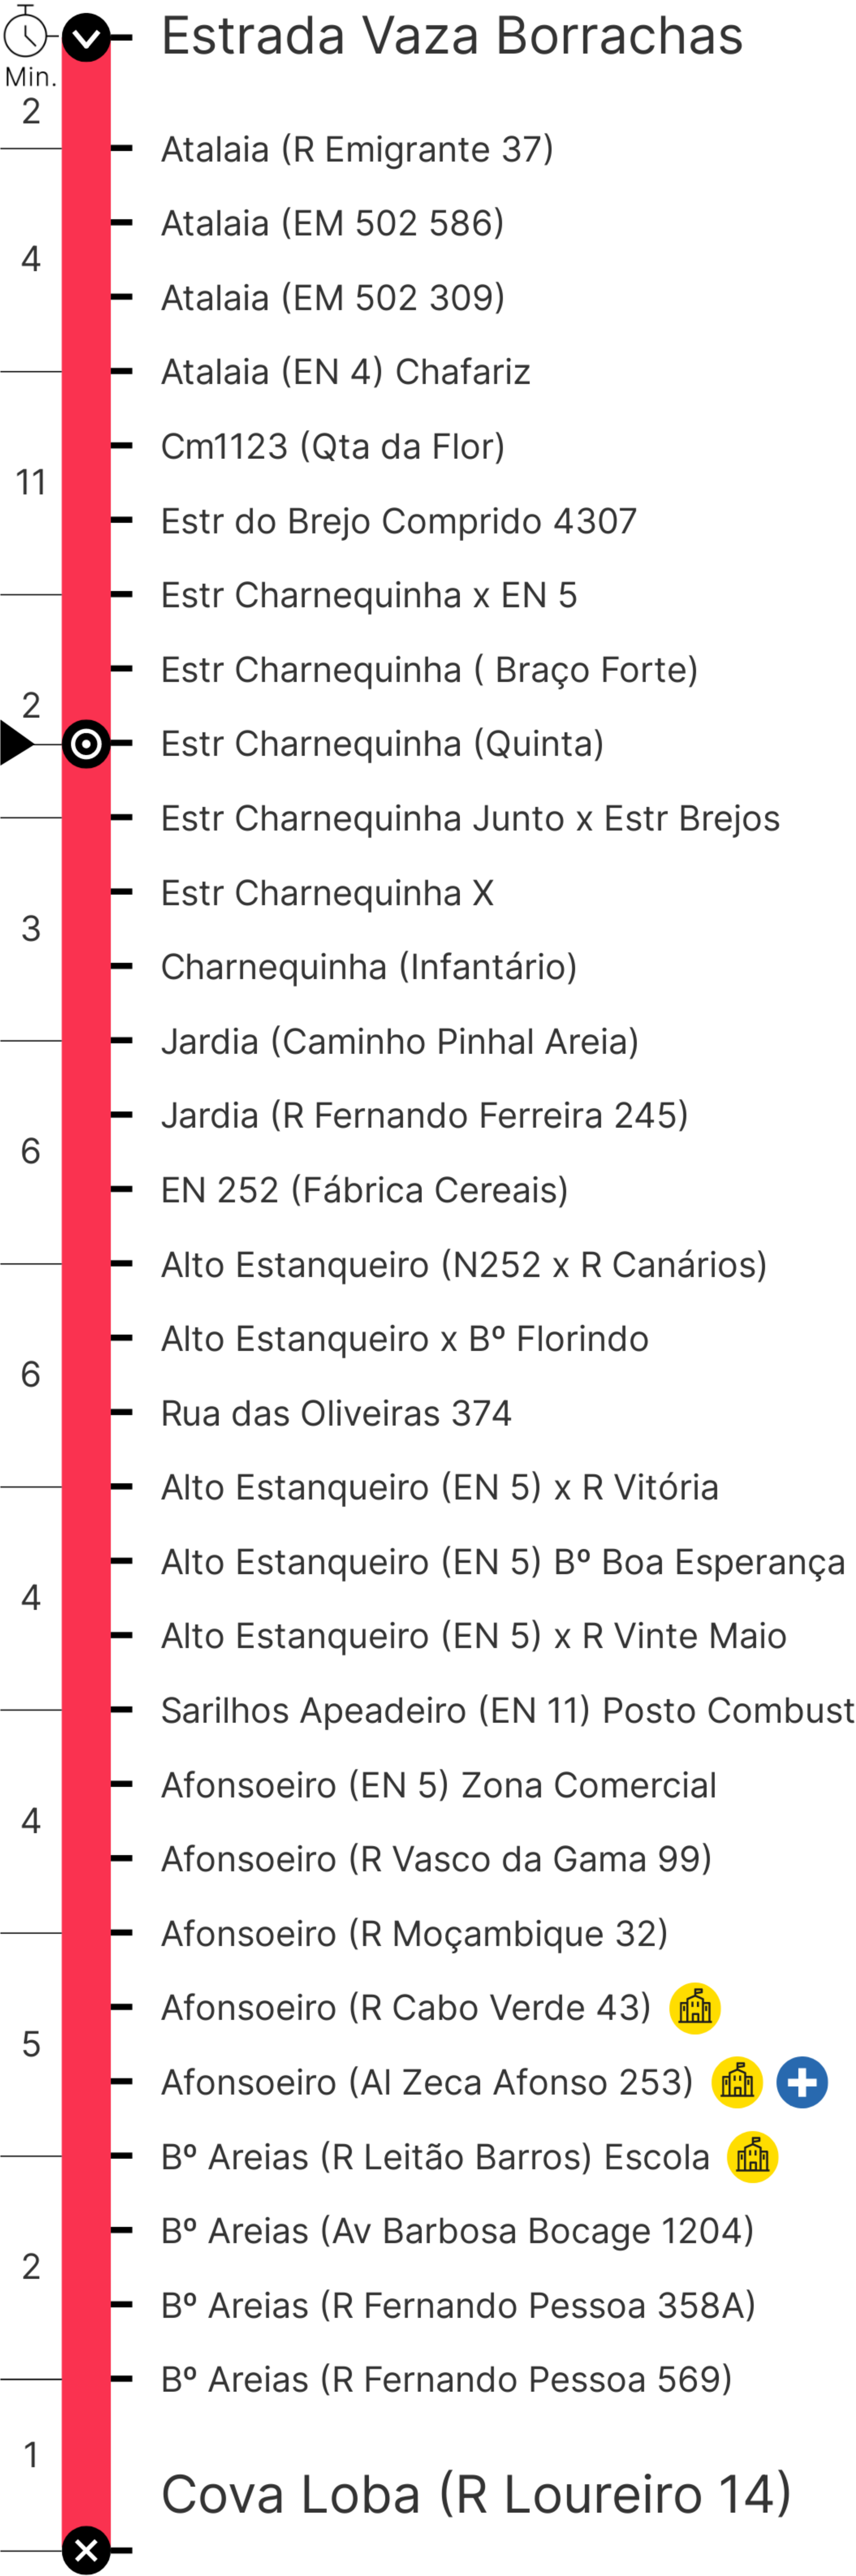 Estrada Vaza Borrachas
Min.
2
Atalaia (R Emigrante 37)
Atalaia (EM 502 586)
4
Atalaia (EM 502 309)
Atalaia (EN 4) Chafariz
Cm1123 (Qta da Flor)
11
Estr do Brejo Comprido 4307
Estr Charnequinha x EN 5
Estr Charnequinha ( Braço Forte)
2
Estr Charnequinha (Quinta)
Estr Charnequinha Junto x Estr Brejos
Estr Charnequinha X
3
Charnequinha (Infantário)
Jardia (Caminho Pinhal Areia)
Jardia (R Fernando Ferreira 245)
6
EN 252 (Fábrica Cereais)
Alto Estanqueiro (N252 x R Canários)
Alto Estanqueiro x Bº Florindo
6
Rua das Oliveiras 374
Alto Estanqueiro (EN 5) x R Vitória
Alto Estanqueiro (EN 5) Bº Boa Esperança
4
Alto Estanqueiro (EN 5) x R Vinte Maio
Sarilhos Apeadeiro (EN 11) Posto Combust
Afonsoeiro (EN 5) Zona Comercial
4
Afonsoeiro (R Vasco da Gama 99)
Afonsoeiro (R Moçambique 32)
Afonsoeiro (R Cabo Verde 43)
5
Afonsoeiro (Al Zeca Afonso 253)
Bº Areias (R Leitão Barros) Escola
Bº Areias (Av Barbosa Bocage 1204)
2
Bº Areias (R Fernando Pessoa 358A)
Bº Areias (R Fernando Pessoa 569)
1
Cova Loba (R Loureiro 14)